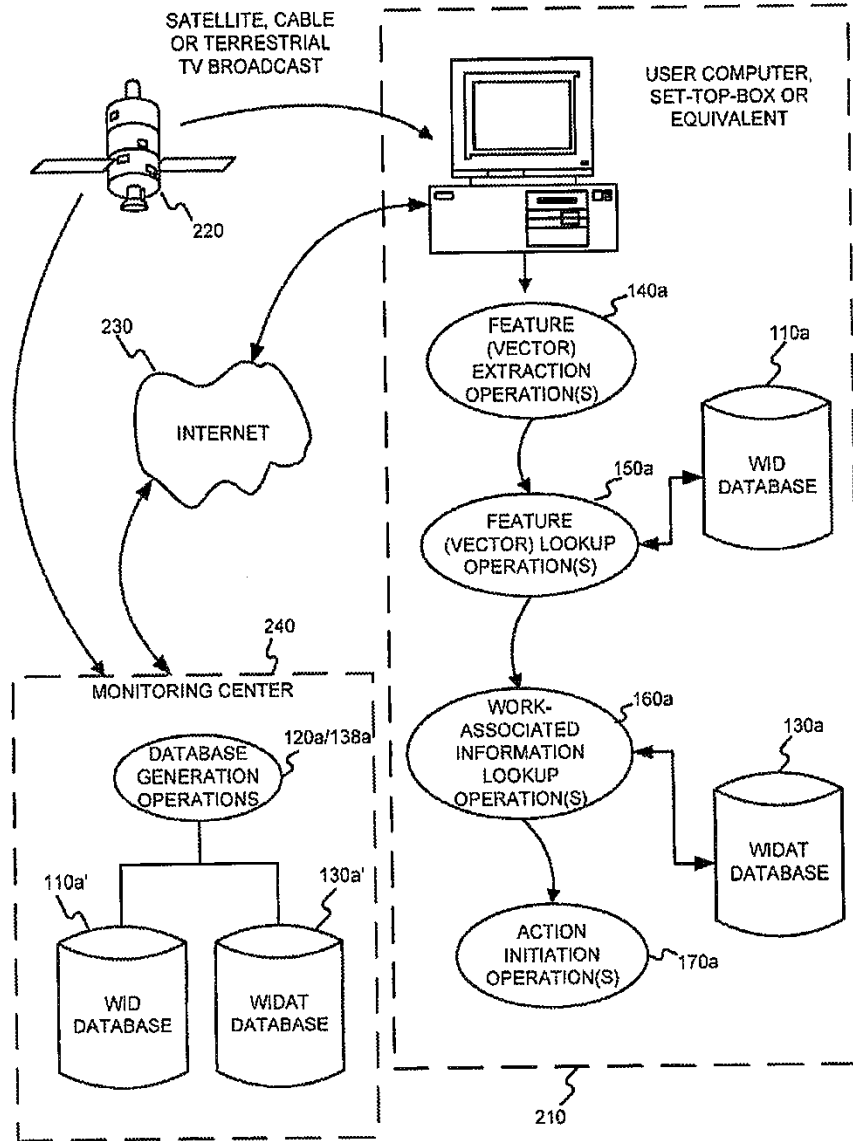 SATELLITE, CABLE
OR TERRESTRIAL
TV BROADCAST
USER COMPUTER,
SET-TOP-BOX OR
EQUIVALENT
220
140a
FEATURE
(VECTOR)
EXTRACTION
OPERATION(S)
110a
WID
DATABASE
230
INTERNET
150a
FEATURE
(VECTOR) LOOKUP
OPERATION(S)
240
MONITORING CENTER
120a/138a
DATABASE
GENERATION
OPERATIONS
160a
WORK-
ASSOCIATED
INFORMATION
LOOKUP
OPERATION(S)
130a
WIDAT
DATABASE
110a'
WID
DATABASE
130a'
WIDAT
DATABASE
ACTION
INITIATION
OPERATION(S)
170a
210